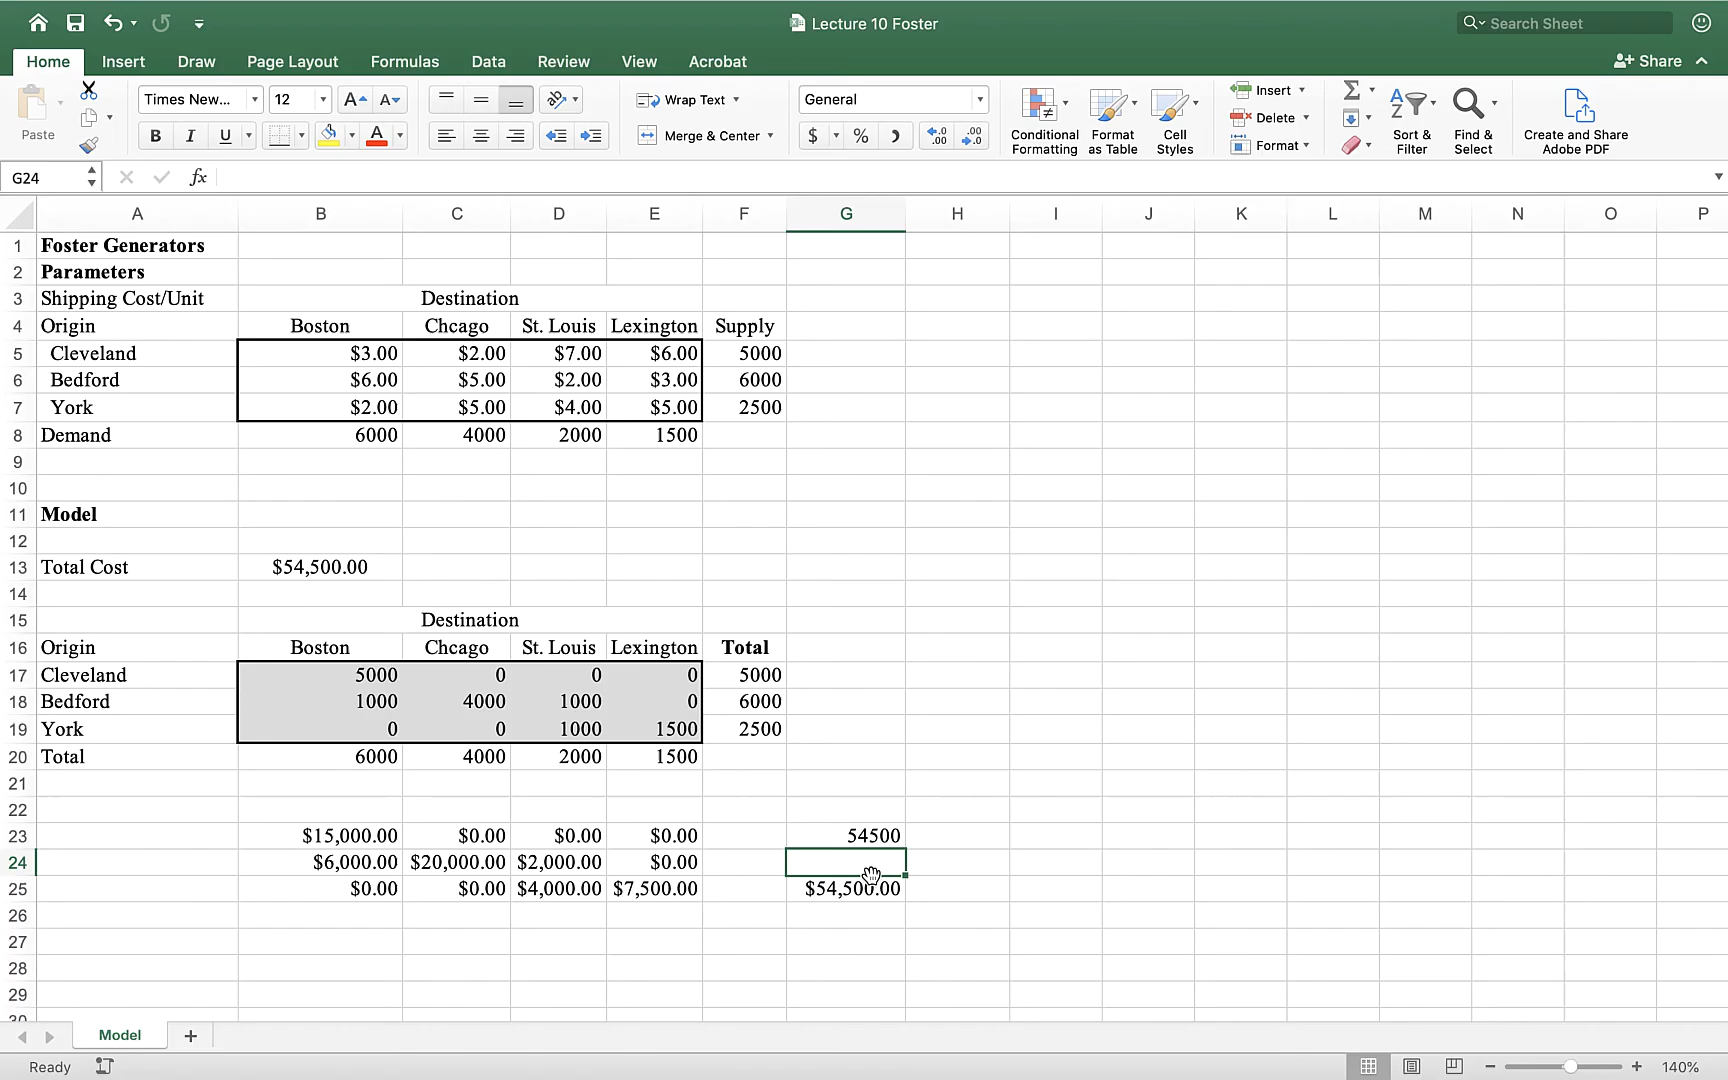 Lecture 10 Foster
Search Sheet
Home Insert Draw Page Layout Formulas Data Review View Acrobat
Share
Paste
Times New... 12
Wrap Text
Merge & Center
General
Conditional Formatting
Format as Table
Cell Styles
Insert
Delete
Format
Sort & Filter
Find & Select
Create and Share Adobe PDF
G24 fx
A B C D E F G H I J K L M N O P
1 Foster Generators
2 Parameters
3 Shipping Cost/Unit Destination
4 Origin Boston Chcago St. Louis Lexington Supply
5 Cleveland $3.00 $2.00 $7.00 $6.00 5000
6 Bedford $6.00 $5.00 $2.00 $3.00 6000
7 York $2.00 $5.00 $4.00 $5.00 2500
8 Demand 6000 4000 2000 1500
9
10
11 Model
12
13 Total Cost $54,500.00
14
15 Destination
16 Origin Boston Chcago St. Louis Lexington Total
17 Cleveland 5000 0 0 0 5000
18 Bedford 1000 4000 1000 0 6000
19 York 0 0 1000 1500 2500
20 Total 6000 4000 2000 1500
21
22
23 $15,000.00 $0.00 $0.00 $0.00 54500
24 $6,000.00 $20,000.00 $2,000.00 $0.00
25 $0.00 $0.00 $4,000.00 $7,500.00 $54,500.00
26
27
28
29
30
Model
Ready 140%